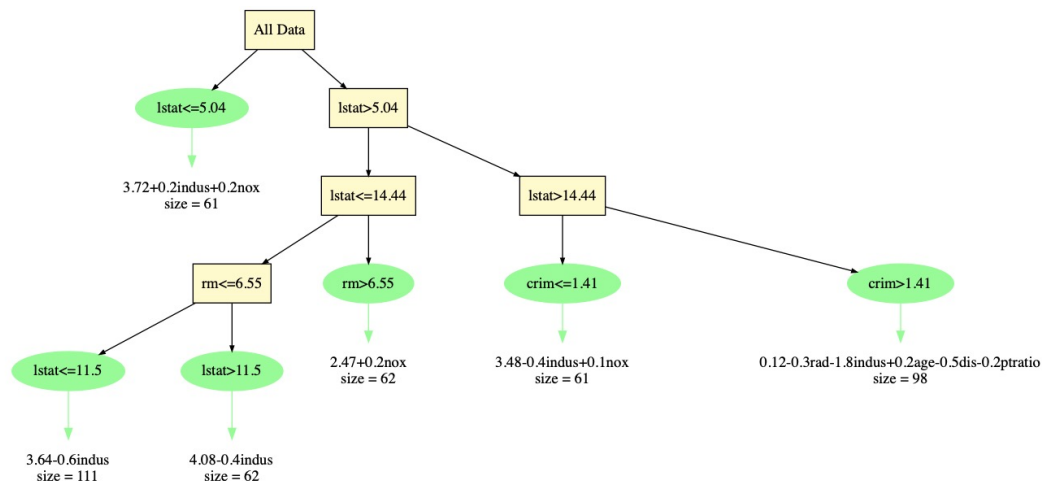 All Data
lstat<=5.04
lstat>5.04
3.72+0.2indus+0.2nox
size = 61
lstat<=14.44
lstat>14.44
rm<=6.55
rm>6.55
crim<=1.41
crim>1.41
lstat<=11.5
lstat>11.5
2.47+0.2nox
size = 62
3.48-0.4indus+0.1nox
size = 61
0.12-0.3rad-1.8indus+0.2age-0.5dis-0.2ptratio
size = 98
3.64-0.6indus
size = 111
4.08-0.4indus
size = 62